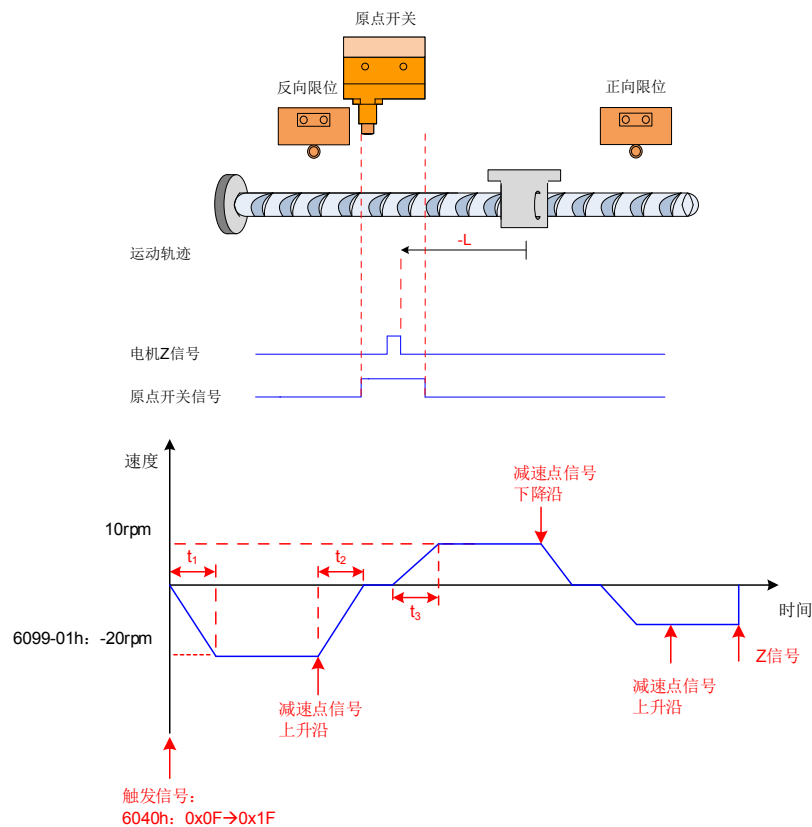 原点开关
反向限位
正向限位
运动轨迹
-L
电机Z信号
原点开关信号
速度
减速点信号
下降沿
10rpm
t₁
t₂
t₃
时间
6099-01h：-20rpm
减速点信号
上升沿
减速点信号
上升沿
Z信号
触发信号：
6040h：0x0F→0x1F